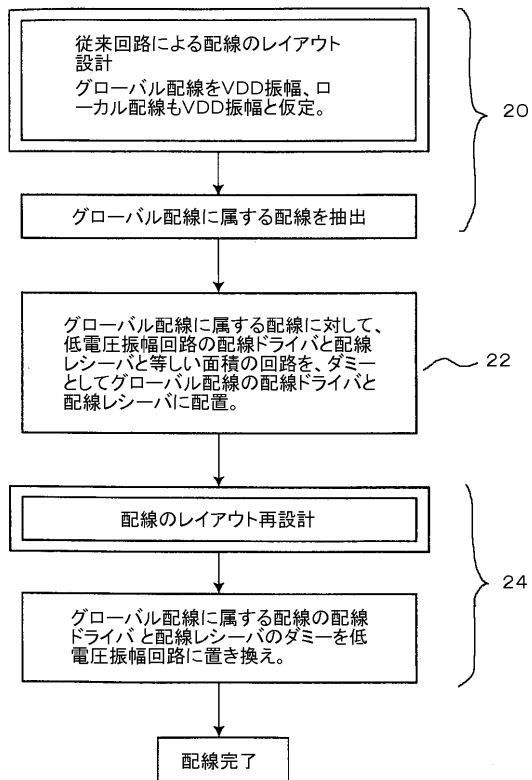 従来回路による配線のレイアウト
設計
グローバル配線をVDD振幅、ロ
ーカル配線もVDD振幅と仮定。
20
グローバル配線に属する配線を抽出
グローバル配線に属する配線に対して、
低電圧振幅回路の配線ドライバと配線
レシーバと等しい面積の回路を、ダミー
としてグローバル配線の配線ドライバと
配線レシーバに配置。
22
配線のレイアウト再設計
24
グローバル配線に属する配線の配線
ドライバと配線レシーバのダミーを低
電圧振幅回路に置き換え。
配線完了